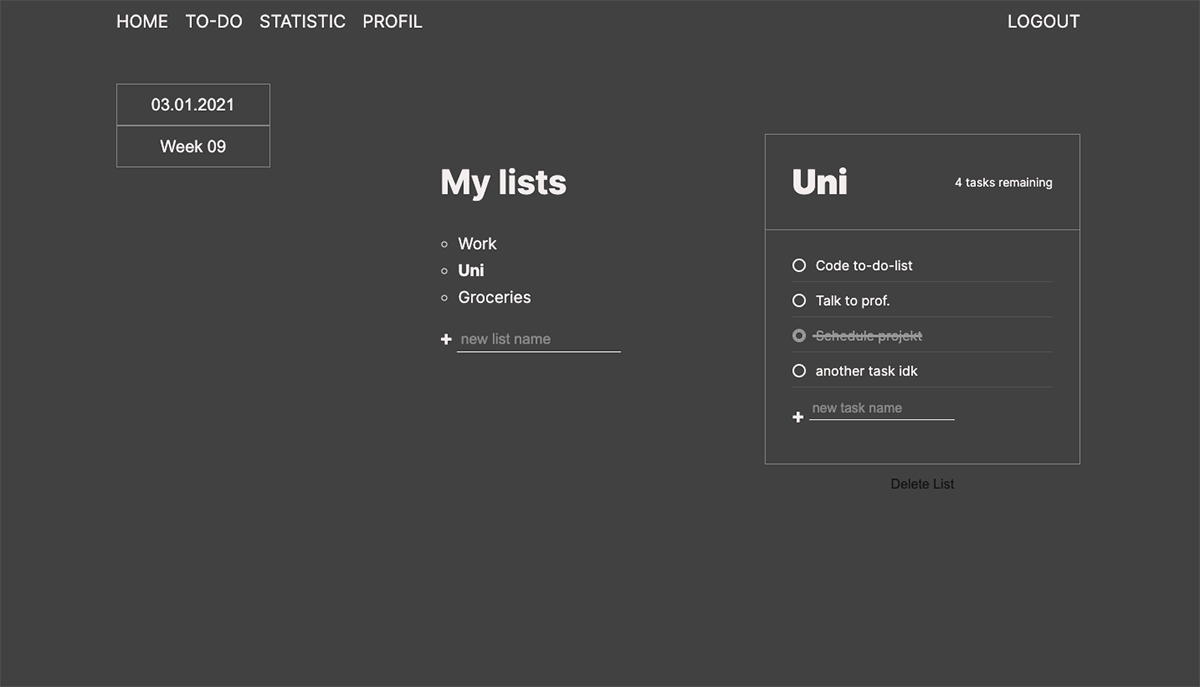 HOME TO-DO STATISTIC PROFIL LOGOUT
03.01.2021
Week 09
My lists
Work
Uni
Groceries
new list name
Uni
4 tasks remaining
Code to-do-list
Talk to prof.
Schedule projekt
another task idk
new task name
Delete List